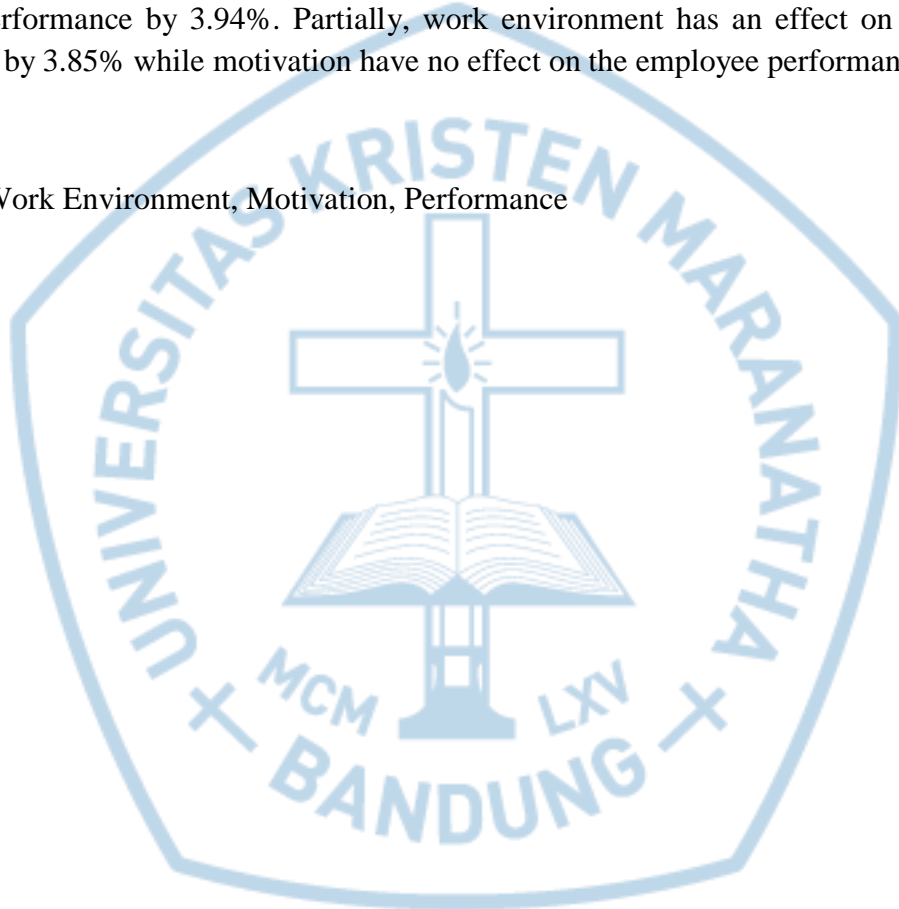 erformance by 3.94%. Partially, work environment has an effect on
by 3.85% while motivation have no effect on the employee performan
Work Environment, Motivation, Performance
UNIVERSITAS KRISTEN MARANATHA
MCM LXV
BANDUNG